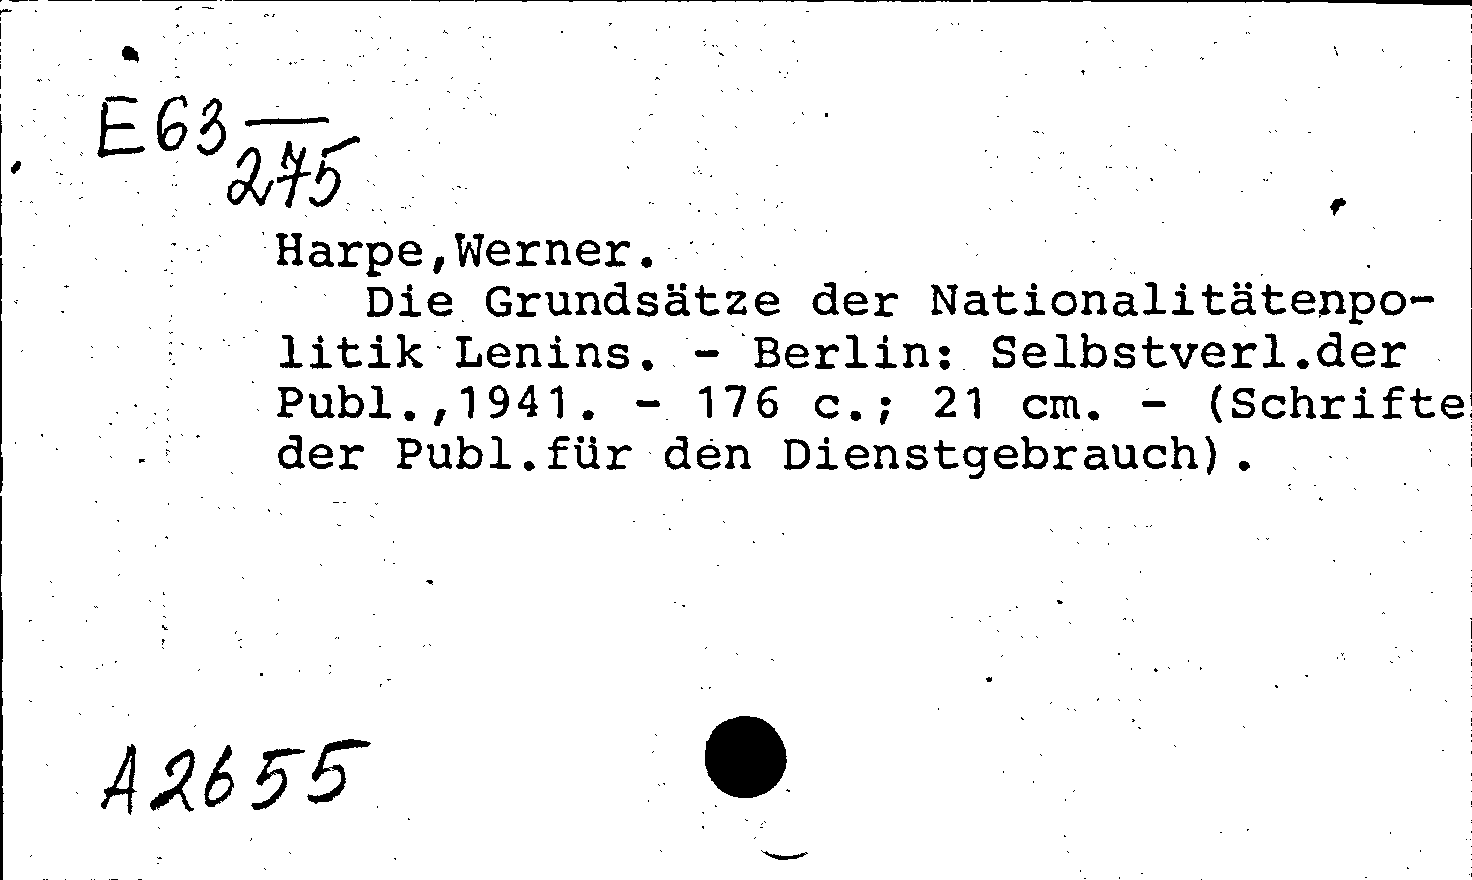 E63—
275
Harpe,Werner.
Die Grundsätze der Nationalitätenpo-
litik Lenins. - Berlin: Selbstverl.der
Publ.,1941. - 176 c.; 21 cm. - (Schrifte
der Publ.für den Dienstgebrauch).
A2655